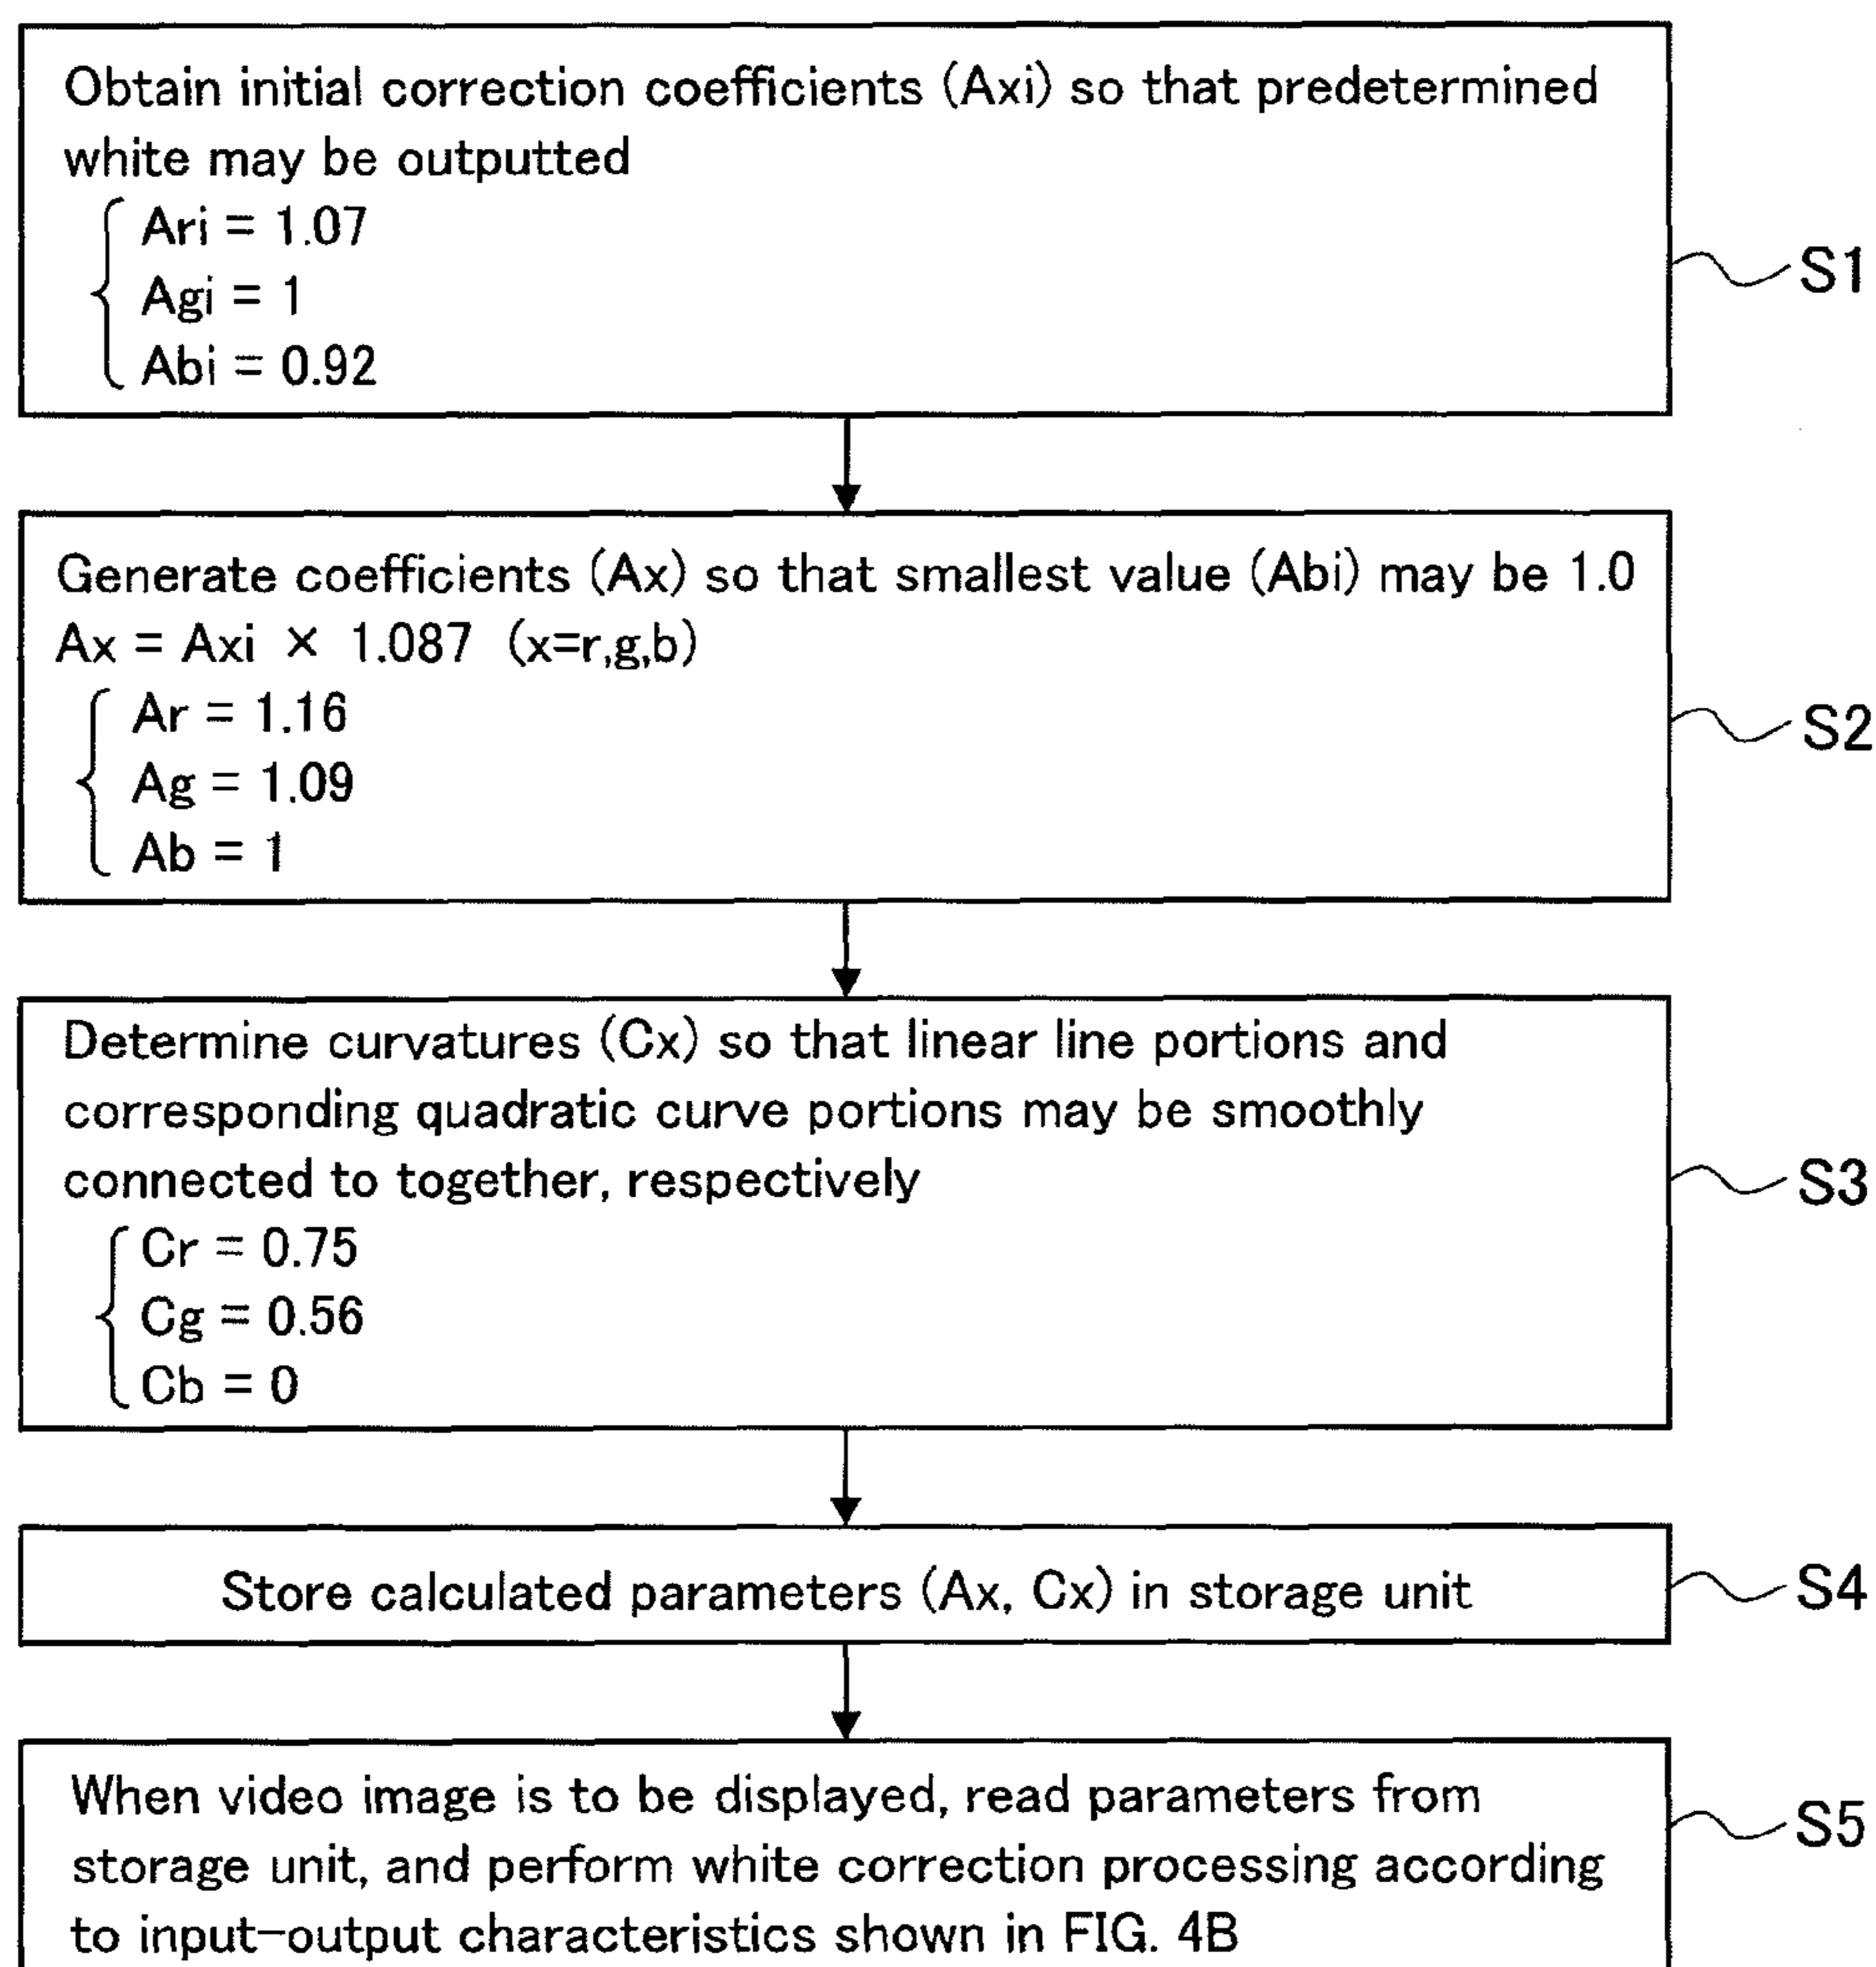 Obtain initial correction coefficients (Axi) so that predetermined
white may be outputted
Ari = 1.07
Agi = 1
Abi = 0.92
S1
Generate coefficients (Ax) so that smallest value (Abi) may be 1.0
Ax = Axi × 1.087 (x=r,g,b)
Ar = 1.16
Ag = 1.09
Ab = 1
S2
Determine curvatures (Cx) so that linear line portions and
corresponding quadratic curve portions may be smoothly
connected to together, respectively
Cr = 0.75
Cg = 0.56
Cb = 0
S3
Store calculated parameters (Ax, Cx) in storage unit
S4
When video image is to be displayed, read parameters from
storage unit, and perform white correction processing according
to input-output characteristics shown in FIG. 4B
S5